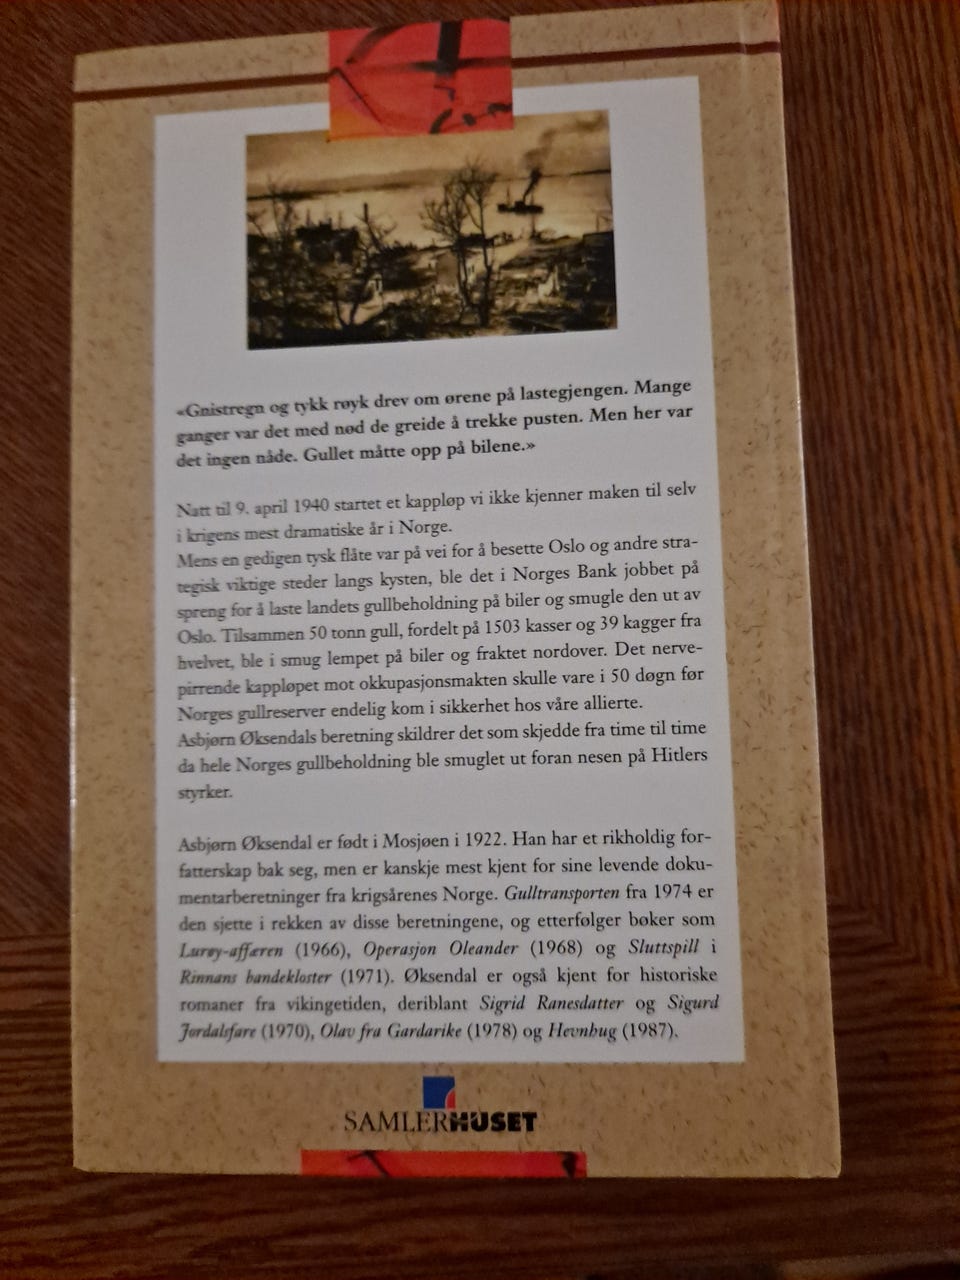 «Gnistregn og tykk røyk drev om ørene på lastegjengen. Mange
ganger var det med nød de greide å trekke pusten. Men her var
det ingen nåde. Gullet måtte opp på bilene.»
Natt til 9. april 1940 startet et kappløp vi ikke kjenner maken til selv
i krigens mest dramatiske år i Norge.
Mens en gedigen tysk flåte var på vei for å besette Oslo og andre stra-
tegisk viktige steder langs kysten, ble det i Norges Bank jobbet på
spreng for å laste landets gullbeholdning på biler og smugle den ut av
Oslo. Tilsammen 50 tonn gull, fordelt på 1503 kasser og 39 kagger fra
hvelvet, ble i smug lempet på biler og fraktet nordover. Det nerve-
pirrende kappløpet mot okkupasjonsmakten skulle vare i 50 døgn før
Norges gullreserver endelig kom i sikkerhet hos våre allierte.
Asbjørn Øksendals beretning skildrer det som skjedde fra time til time
da hele Norges gullbeholdning ble smuglet ut foran nesen på Hitlers
styrker.
Asbjørn Øksendal er født i Mosjøen i 1922. Han har et rikholdig for-
fatterskap bak seg, men er kanskje mest kjent for sine levende doku-
mentarberetninger fra krigsårenes Norge. Gulltransporten fra 1974 er
den sjette i rekken av disse beretningene, og etterfølger bøker som
Lurøy-affæren (1966), Operasjon Oleander (1968) og Sluttspill i
Rinnans bandekloster (1971). Øksendal er også kjent for historiske
romaner fra vikingetiden, deriblant Sigrid Ranesdatter og Sigurd
Jordalsfare (1970), Olav fra Gardarike (1978) og Hevnhug (1987).
SAMLERHUSET